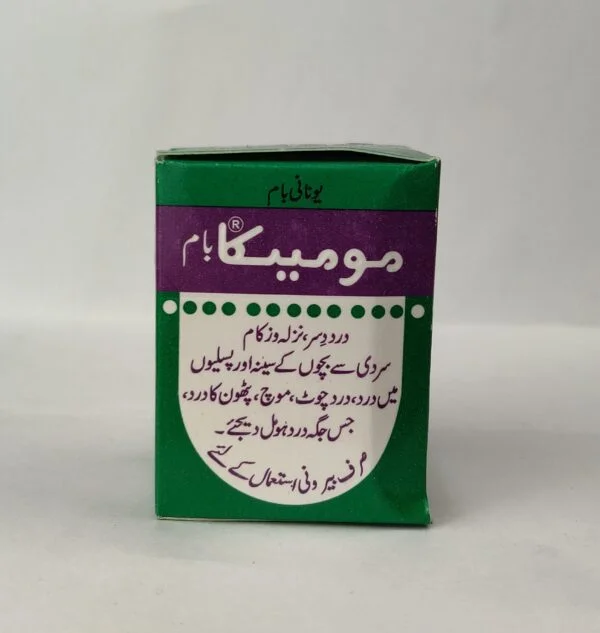 یونانی بام
مومیکا® بام
دردِسر، نزلہ وزکام
سردی سے بچوں کے سینہ اور پسلیوں
میں درد، درد چوٹ، موچ، پٹھوں کا درد،
جس جگہ درد ہو مل دیجئے۔
صرف بیرونی استعمال کے لئے